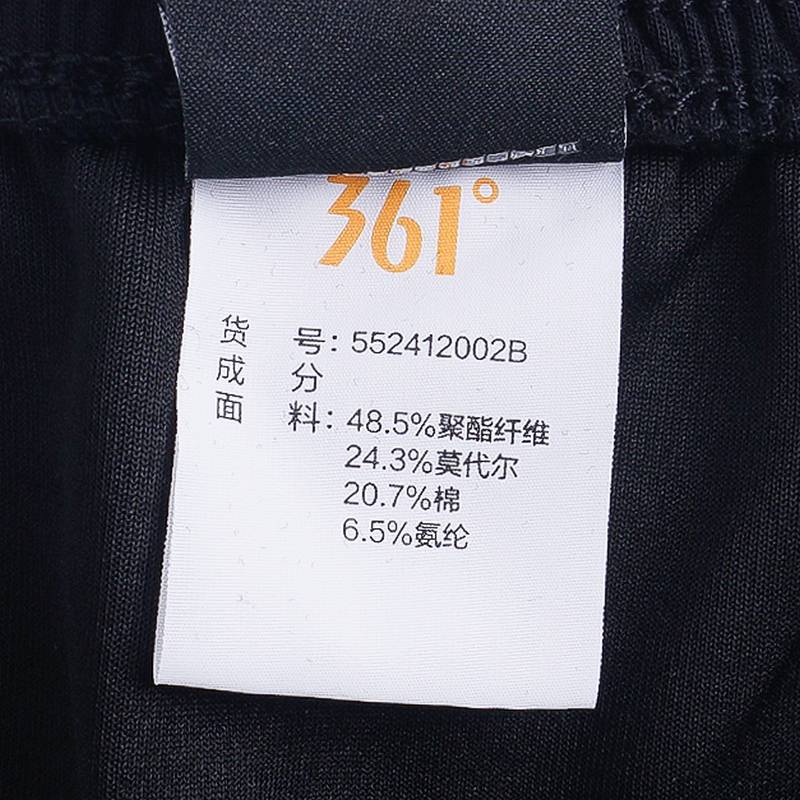 361°
货 号：552412002B
成 分
面 料：48.5%聚酯纤维
24.3%莫代尔
20.7%棉
6.5%氨纶